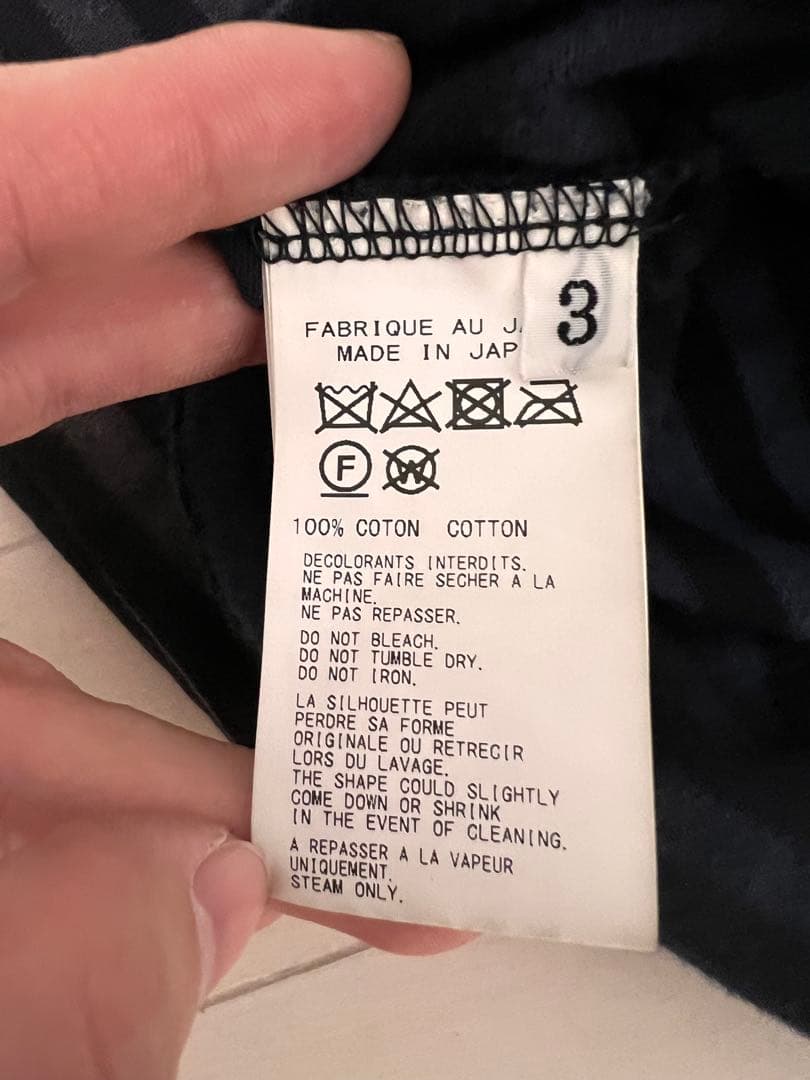 3
FABRIQUE AU
MADE IN
F
W
100% COTON COTTON
DECOLORANTS INTERDITS.
NE PAS FAIRE SECHER A LA
MACHINE.
NE PAS REPASSER.
DO NOT BLEACH.
DO NOT TUMBLE DRY.
DO NOT IRON.
LA SILHOUETTE PEUT
PERDRE SA FORME
ORIGINALE OU RETRECIR
LORS DU LAVAGE.
THE SHAPE COULD SLIGHTLY
COME DOWN OR SHRINK
IN THE EVENT OF CLEANING.
A REPASSER A LA VAPEUR
UNIQUEMENT.
STEAM ONLY.